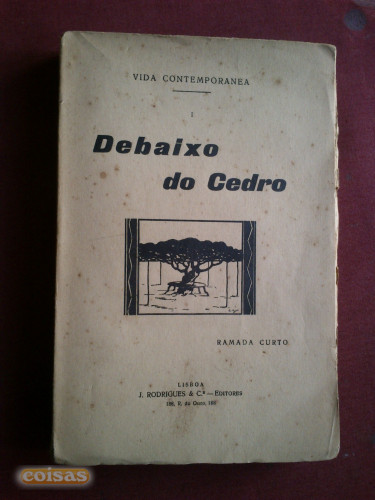 VIDA CONTEMPORANEA
I
Debaixo
do Cedro
RAMADA CURTO
LISBOA
J. RODRIGUES & C.ª — EDITORES
coisas